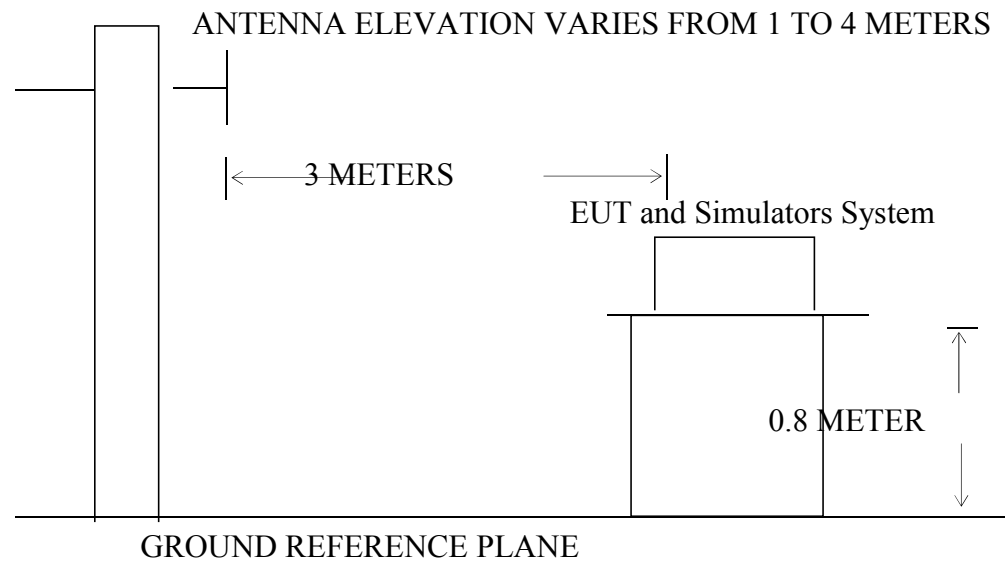 ANTENNA ELEVATION VARIES FROM 1 TO 4 METERS
3 METERS
EUT and Simulators System
0.8 METER
GROUND REFERENCE PLANE